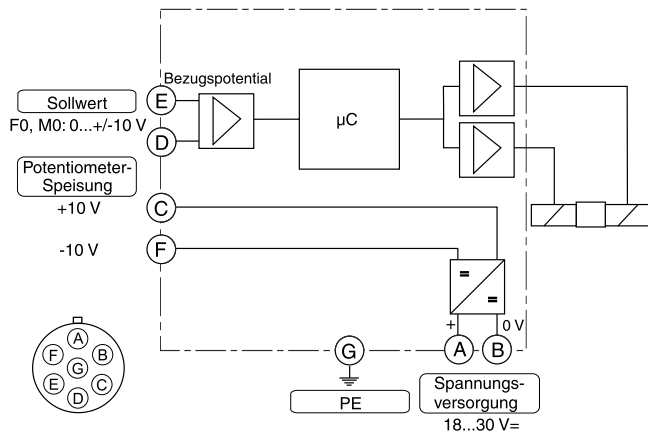 Bezugspotential
Sollwert
E
F0, M0: 0...+/-10 V
D
µC
Potentiometer-
Speisung
+10 V
C
-10 V
F
=
=
+
0 V
A
B
G
PE
Spannungs-
versorgung
18...30 V=
A
F
B
G
E
C
D